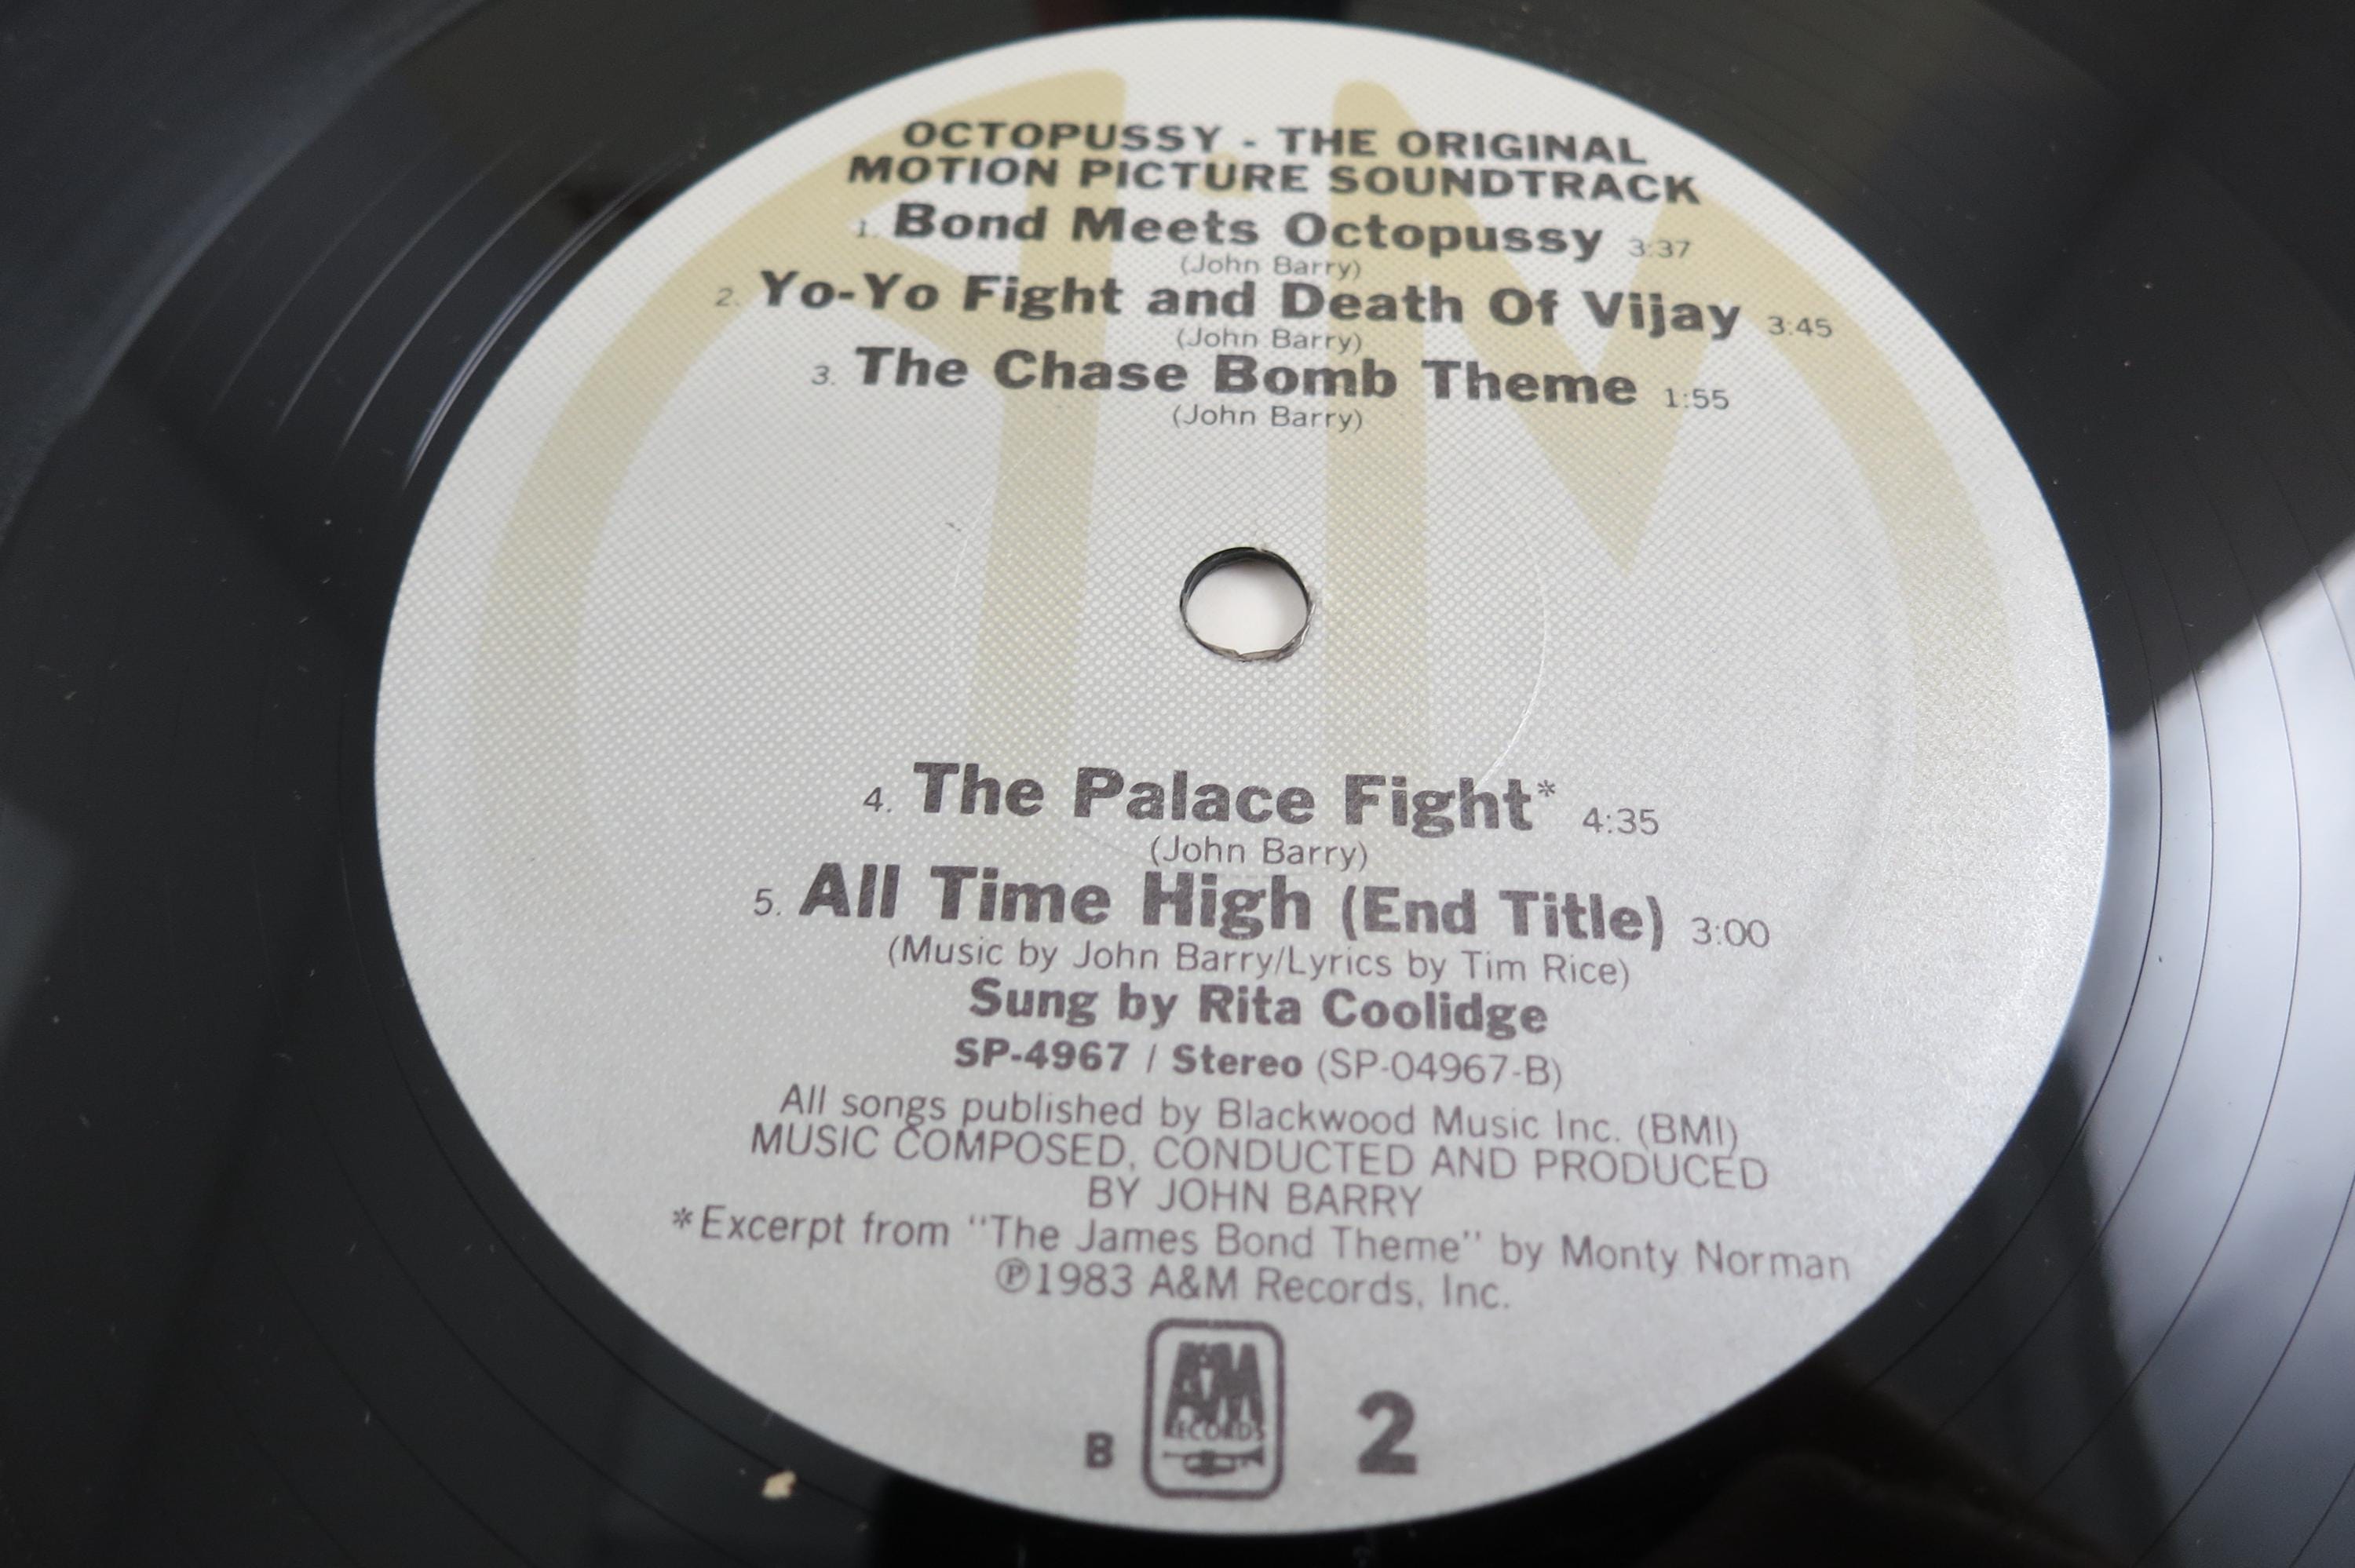 OCTOPUSSY - THE ORIGINAL
MOTION PICTURE SOUNDTRACK
1. Bond Meets Octopussy 3:37
(John Barry)
2. Yo-Yo Fight and Death Of Vijay 3:45
(John Barry)
3. The Chase Bomb Theme 1:55
(John Barry)
4. The Palace Fight* 4:35
(John Barry)
5. All Time High (End Title) 3:00
(Music by John Barry/Lyrics by Tim Rice)
Sung by Rita Coolidge
SP-4967 / Stereo (SP-04967-B)
All songs published by Blackwood Music Inc. (BMI)
MUSIC COMPOSED, CONDUCTED AND PRODUCED
BY JOHN BARRY
*Excerpt from "The James Bond Theme" by Monty Norman
℗1983 A&M Records, Inc.
A&M
RECORDS
B 2